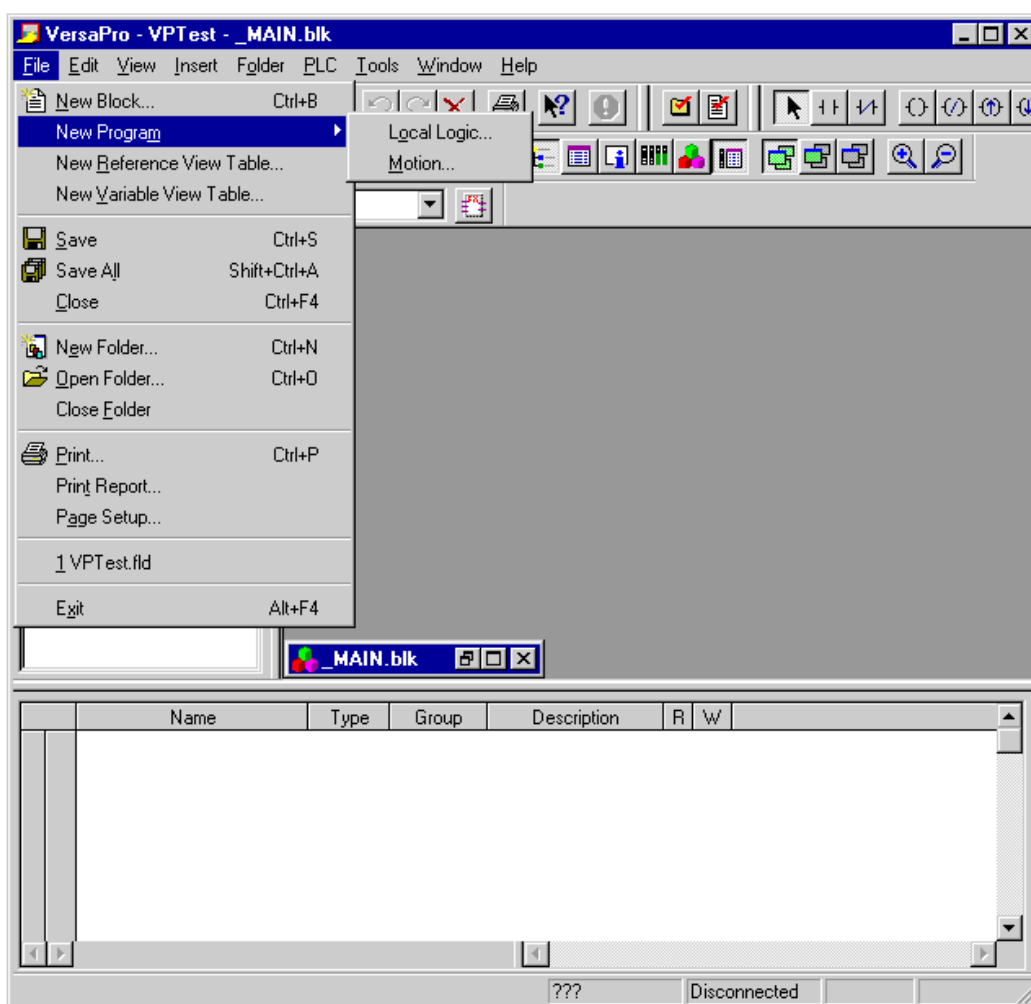 VersaPro - VPTest - _MAIN.blk
File Edit View Insert Folder PLC Tools Window Help
New Block... Ctrl+B
New Program
Local Logic...
Motion...
New Reference View Table...
New Variable View Table...
Save Ctrl+S
Save All Shift+Ctrl+A
Close Ctrl+F4
New Folder... Ctrl+N
Open Folder... Ctrl+O
Close Folder
Print... Ctrl+P
Print Report...
Page Setup...
1 VPTest.fld
Exit Alt+F4
_MAIN.blk
Name Type Group Description R W
??? Disconnected